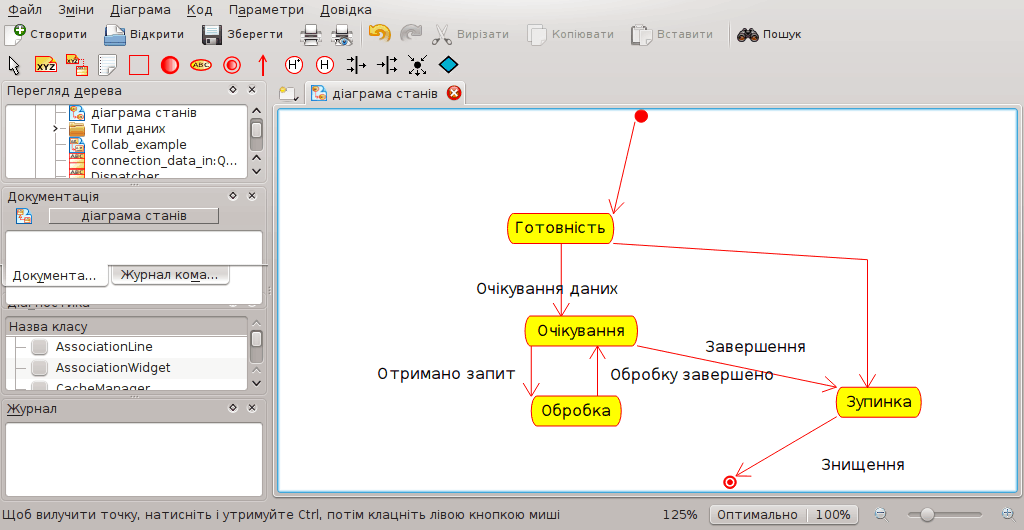 Файл Зміни Діаграма Код Параметри Довідка
Створити Відкрити Зберегти Вирізати Копіювати Вставити Пошук
XYZ XYZ ABC H* H
Перегляд дерева
діаграма станів
діаграма станів
Типи даних
Collab_example
connection_data_in:Q...
Dispatcher
Документація
діаграма станів
Документа... Журнал кома...
Діагностика
Назва класу
AssociationLine
AssociationWidget
CacheManager
Журнал
Готовність
Очікування даних
Очікування
Завершення
Отримано запит
Обробку завершено
Обробка
Зупинка
Знищення
Щоб вилучити точку, натисніть і утримуйте Ctrl, потім клацніть лівою кнопкою миші
125% Оптимально 100%